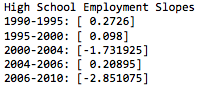 High School Employment Slopes
1990-1995: [ 0.2726]
1995-2000: [ 0.098]
2000-2004: [-1.731925]
2004-2006: [ 0.20895]
2006-2010: [-2.851075]